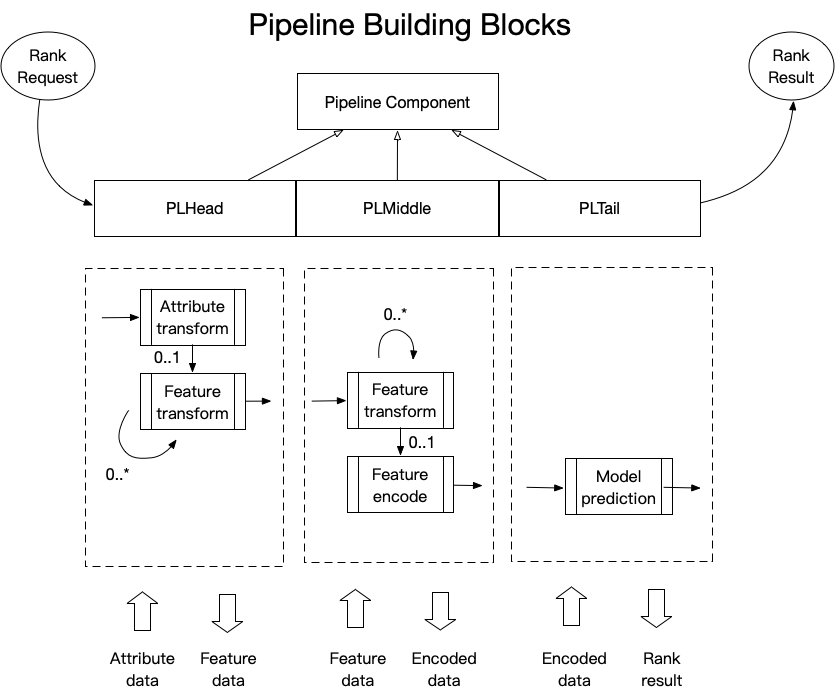 Pipeline Building Blocks
Rank
Request
Rank
Result
Pipeline Component
PLHead
PLMiddle
PLTail
Attribute
transform
0..1
Feature
transform
0..*
0..*
Feature
transform
0..1
Feature
encode
Model
prediction
Attribute
data
Feature
data
Feature
data
Encoded
data
Encoded
data
Rank
result